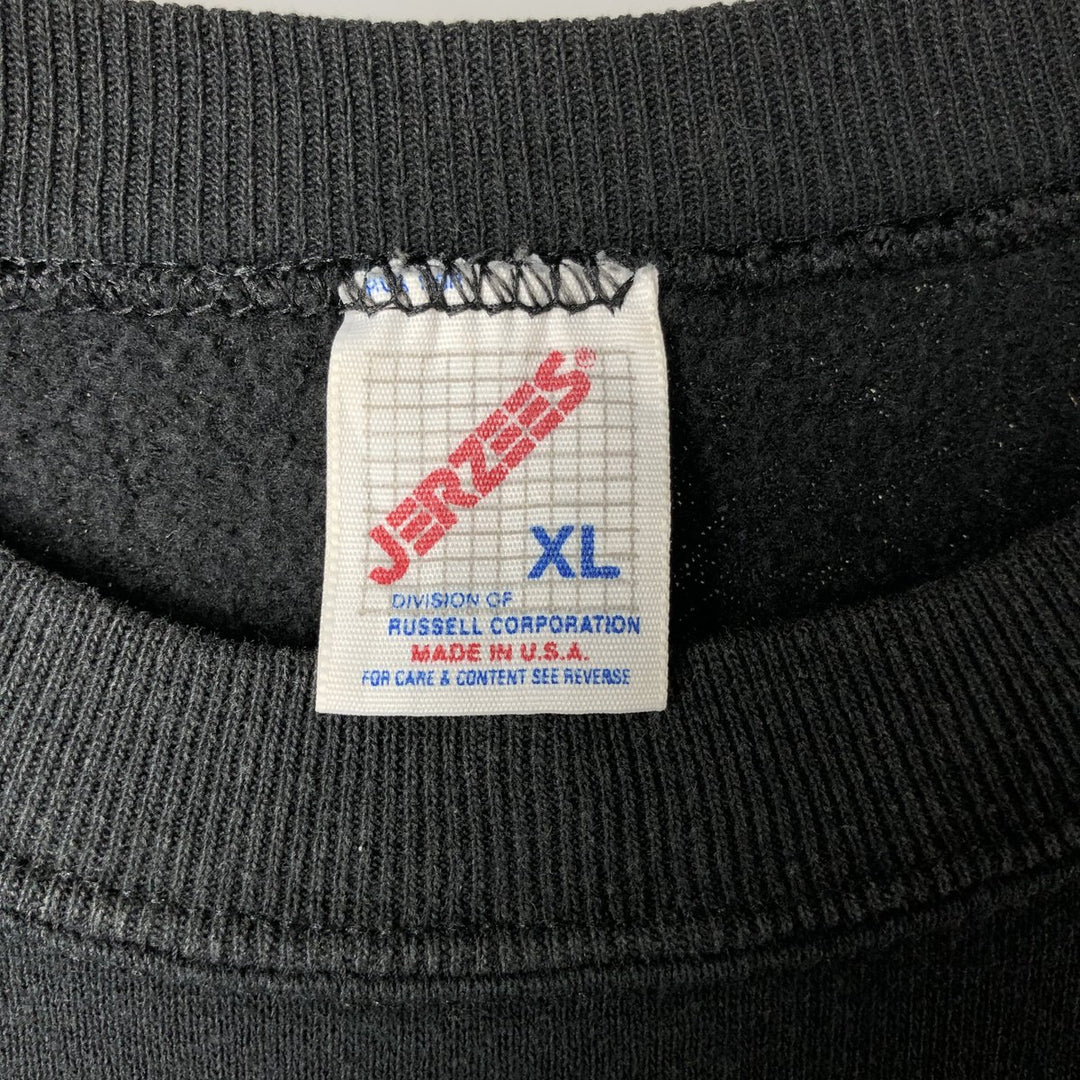 JERZEES®
XL
DIVISION OF
RUSSELL CORPORATION
MADE IN U.S.A.
FOR CARE & CONTENT SEE REVERSE